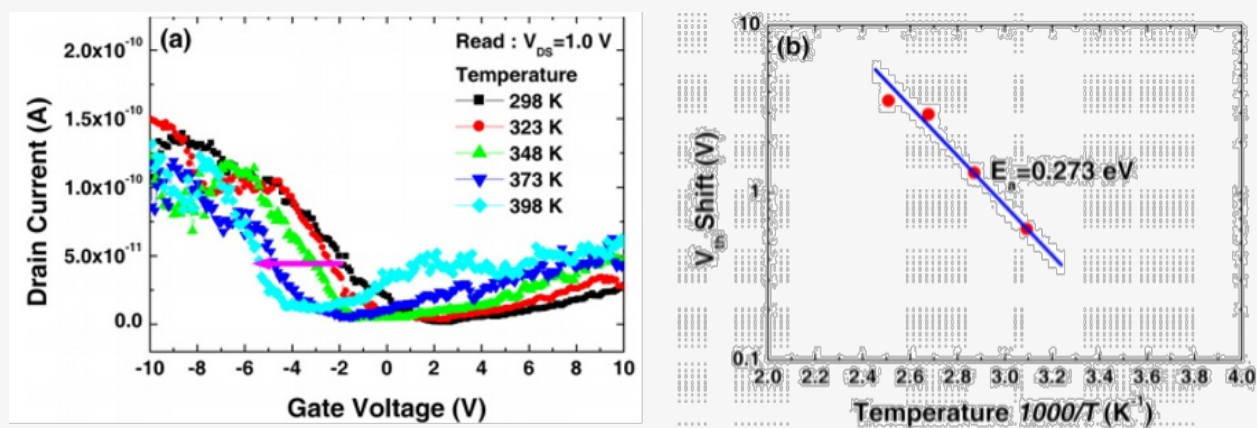 (a)
Read : VDS=1.0 V
Temperature
298 K
323 K
348 K
373 K
398 K
2.0x10-10
1.5x10-10
1.0x10-10
5.0x10-11
0.0
Drain Current (A)
-10 -8 -6 -4 -2 0 2 4 6 8 10
Gate Voltage (V)
(b)
10
1
0.1
Vth Shift (V)
Ea=0.273 eV
2.0 2.2 2.4 2.6 2.8 3.0 3.2 3.4 3.6 3.8 4.0
Temperature 1000/T (K-1)